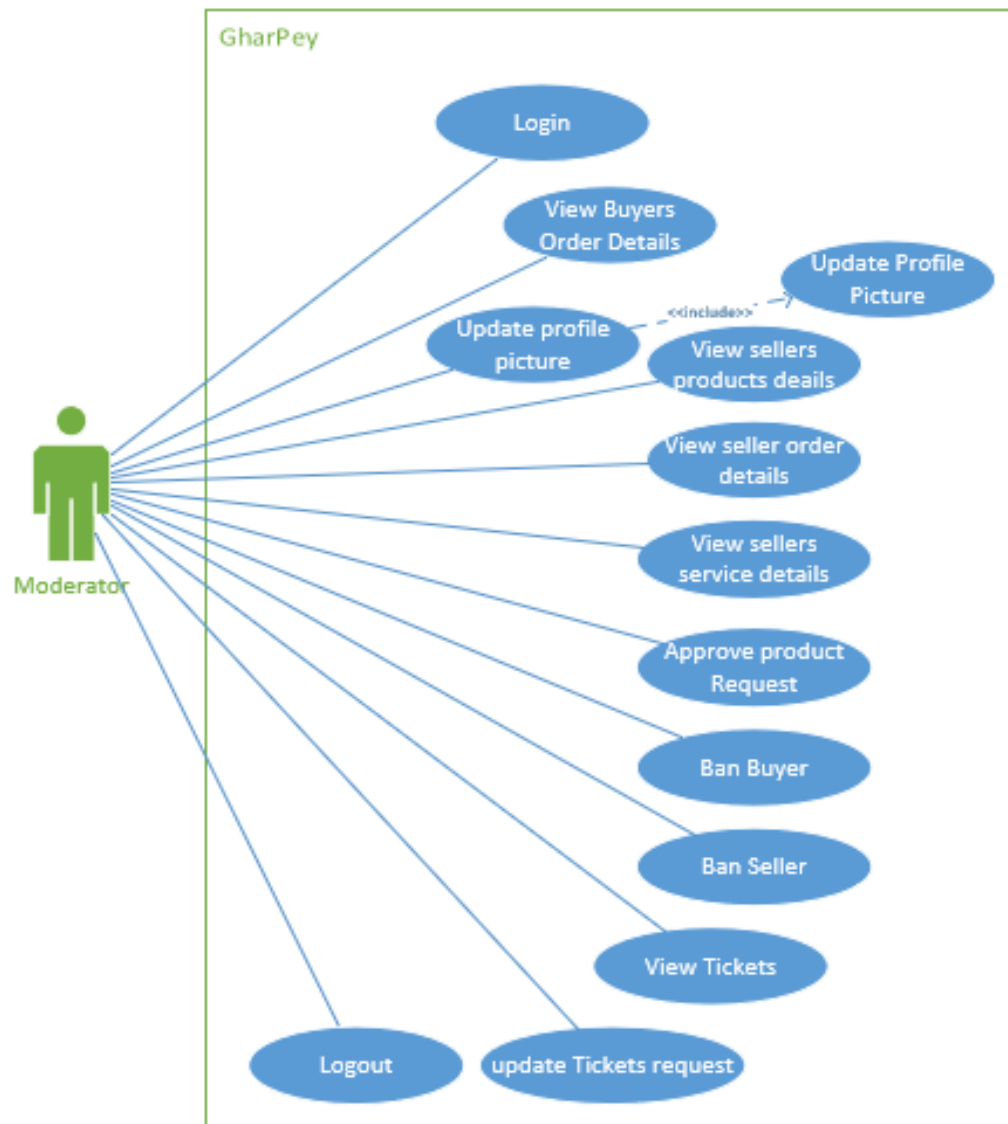 GharPey
Login
View Buyers
Order Details
Update Profile
Picture
<<include>>
Update profile
picture
View sellers
products deails
View seller order
details
View sellers
service details
Moderator
Approve product
Request
Ban Buyer
Ban Seller
View Tickets
Logout
update Tickets request